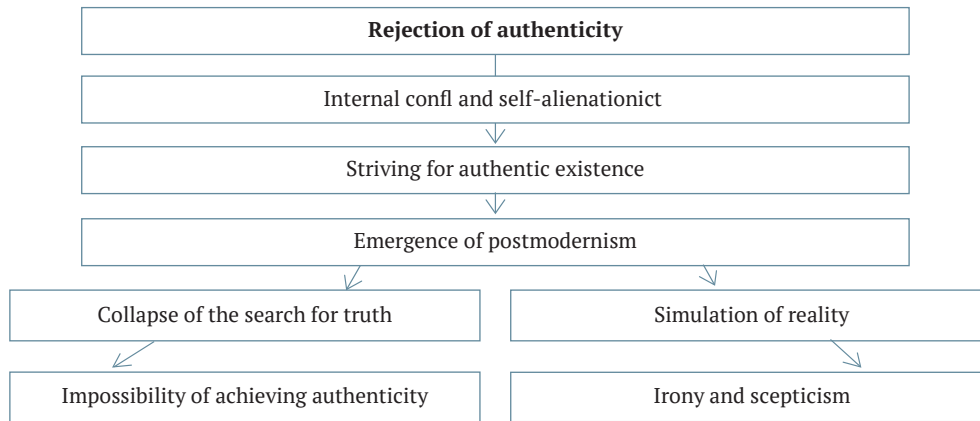 Rejection of authenticity
Internal confl and self-alienationict
Striving for authentic existence
Emergence of postmodernism
Collapse of the search for truth
Simulation of reality
Impossibility of achieving authenticity
Irony and scepticism